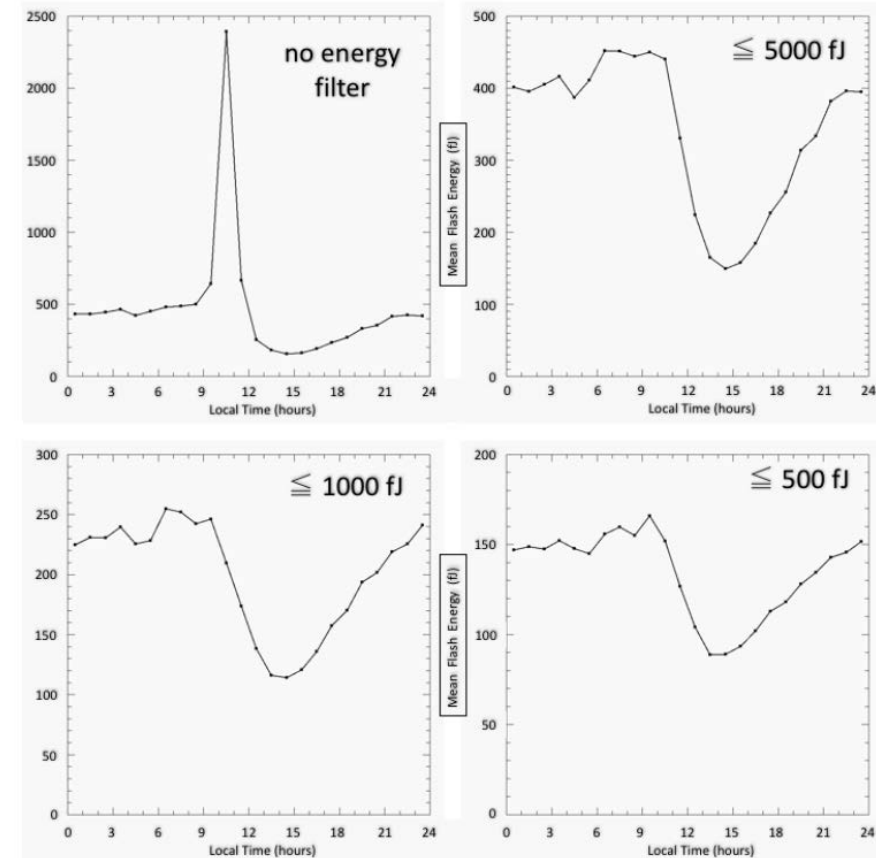 no energy
filter
2500
2000
1500
1000
500
0
0 3 6 9 12 15 18 21 24
Local Time (hours)
Mean Flash Energy (fJ)
≦ 5000 fJ
500
400
300
200
100
0
0 3 6 9 12 15 18 21 24
Local Time (hours)
≦ 1000 fJ
300
250
200
150
100
50
0
0 3 6 9 12 15 18 21 24
Local Time (hours)
Mean Flash Energy (fJ)
≦ 500 fJ
200
150
100
50
0
0 3 6 9 12 15 18 21 24
Local Time (hours)